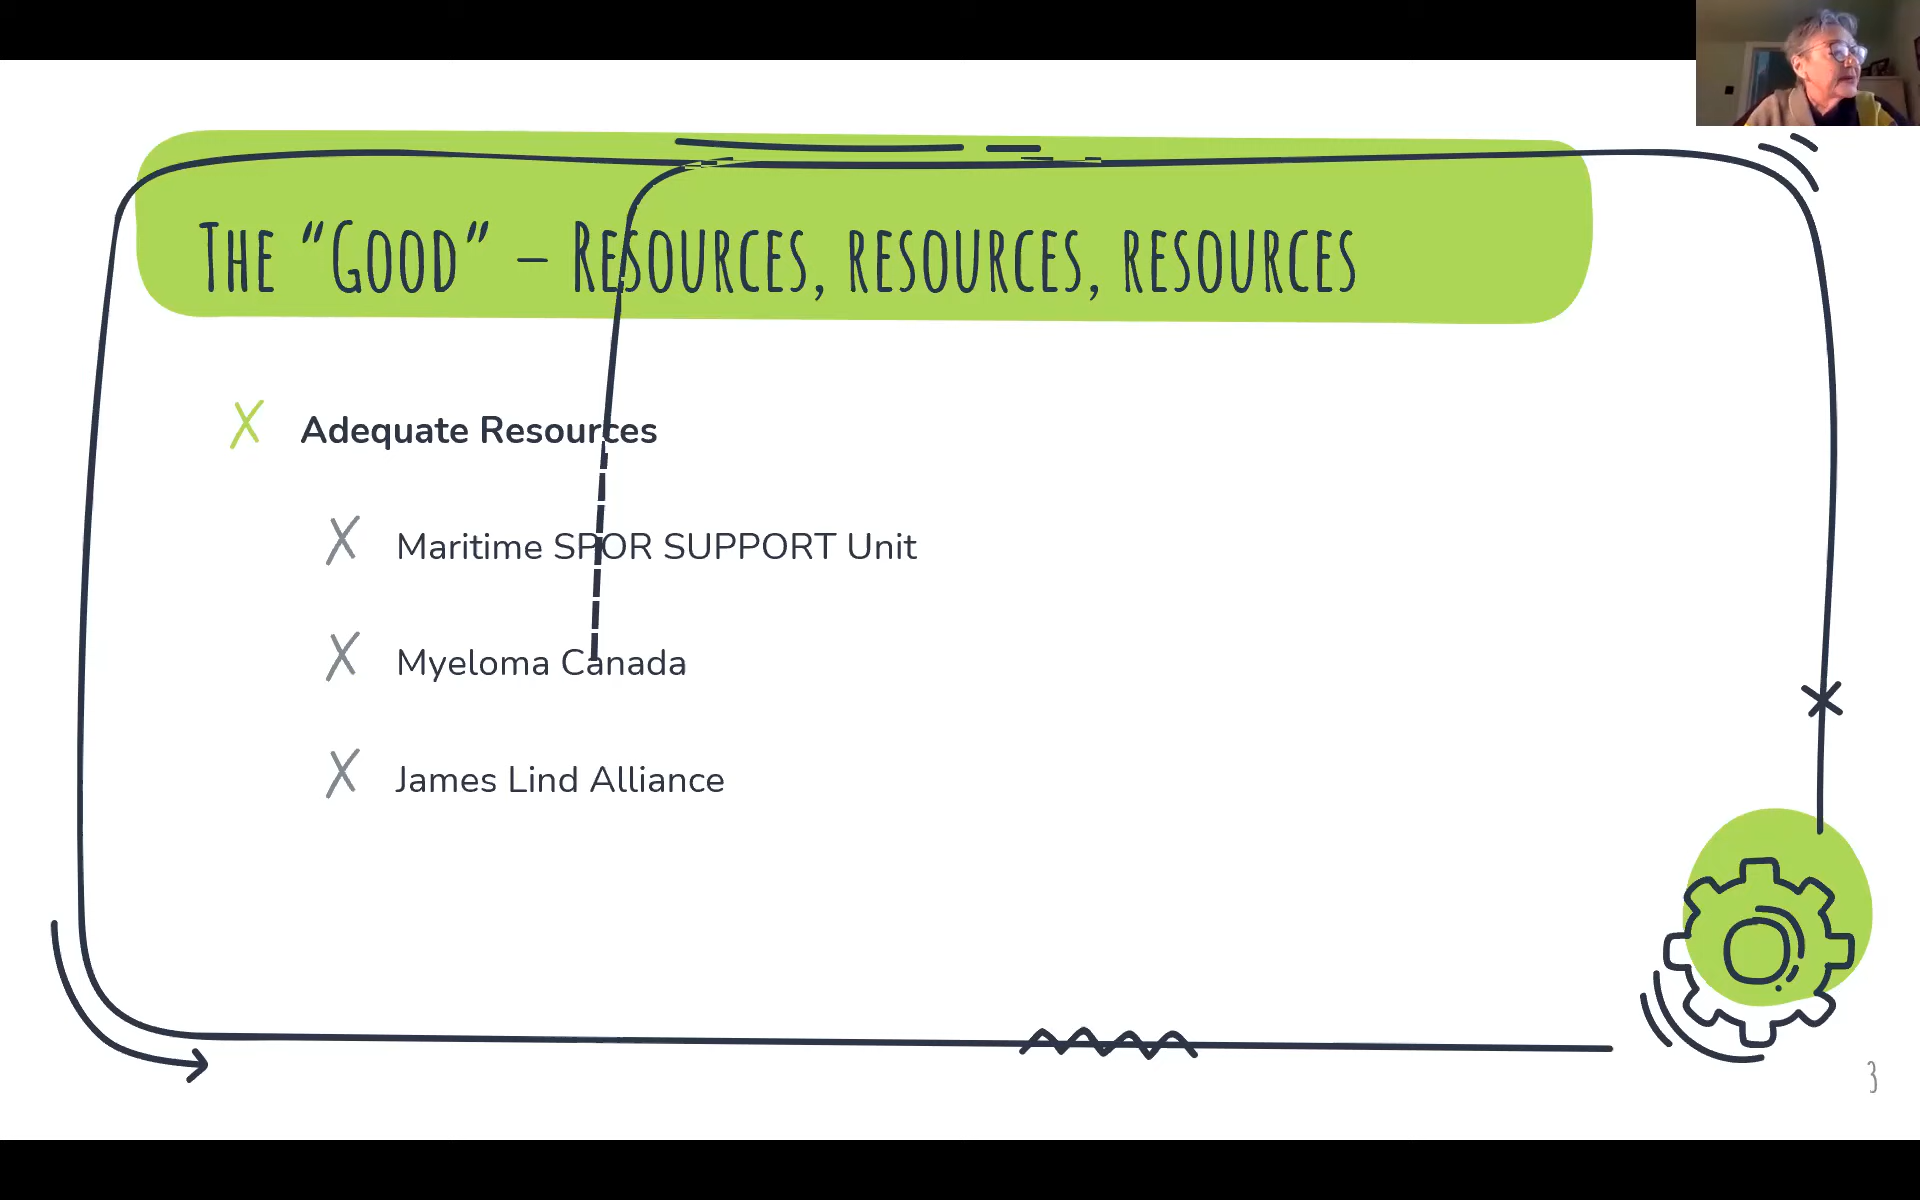 The “Good” – Resources, resources, resources
Adequate Resources
Maritime SPOR SUPPORT Unit
Myeloma Canada
James Lind Alliance
3